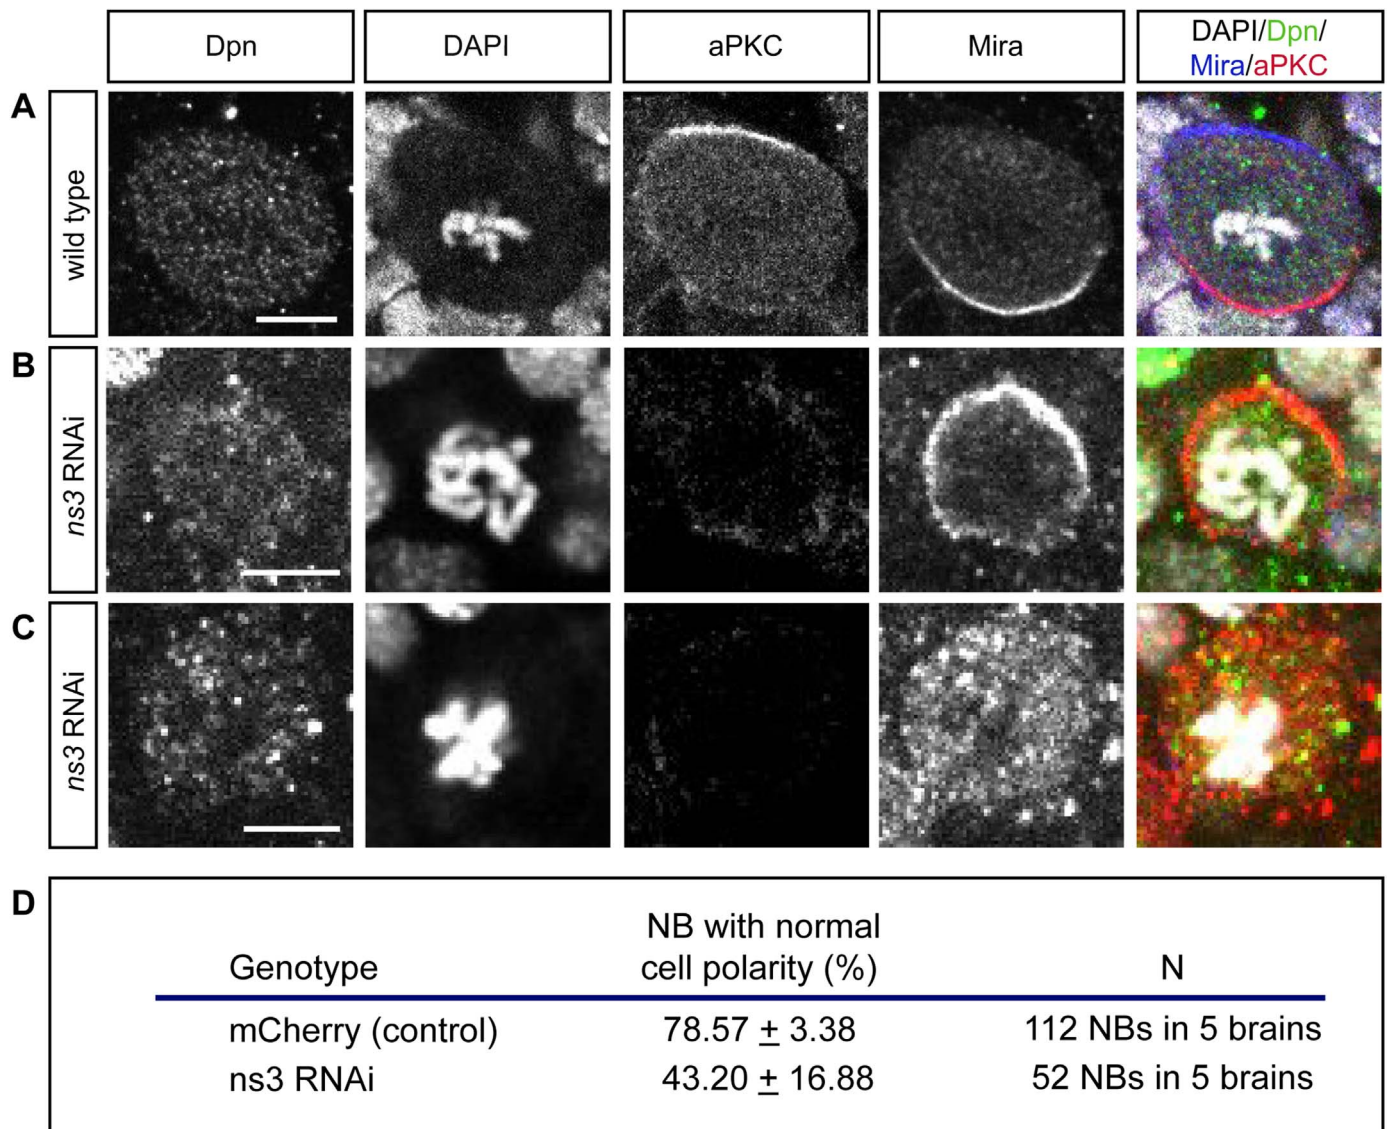 Dpn
DAPI
aPKC
Mira
DAPI/Dpn/
Mira/aPKC
A
wild type
B
ns3 RNAi
C
ns3 RNAi
D
NB with normal
Genotype cell polarity (%) N
mCherry (control) 78.57 ± 3.38 112 NBs in 5 brains
ns3 RNAi 43.20 ± 16.88 52 NBs in 5 brains